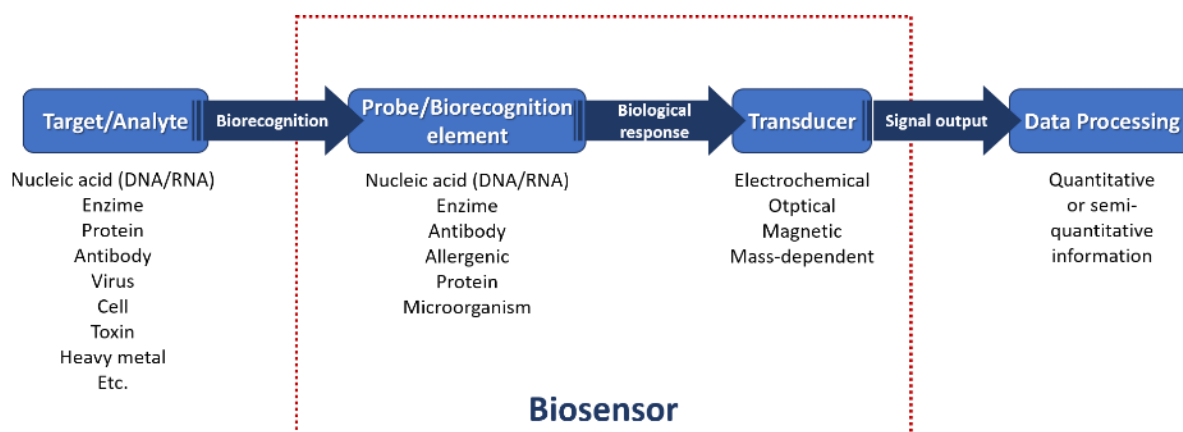 Target/Analyte
Biorecognition
Probe/Biorecognition
element
Biological
response
Transducer
Signal output
Data Processing
Nucleic acid (DNA/RNA)
Enzime
Protein
Antibody
Virus
Cell
Toxin
Heavy metal
Etc.
Nucleic acid (DNA/RNA)
Enzime
Antibody
Allergenic
Protein
Microorganism
Electrochemical
Otptical
Magnetic
Mass-dependent
Quantitative
or semi-
quantitative
information
Biosensor